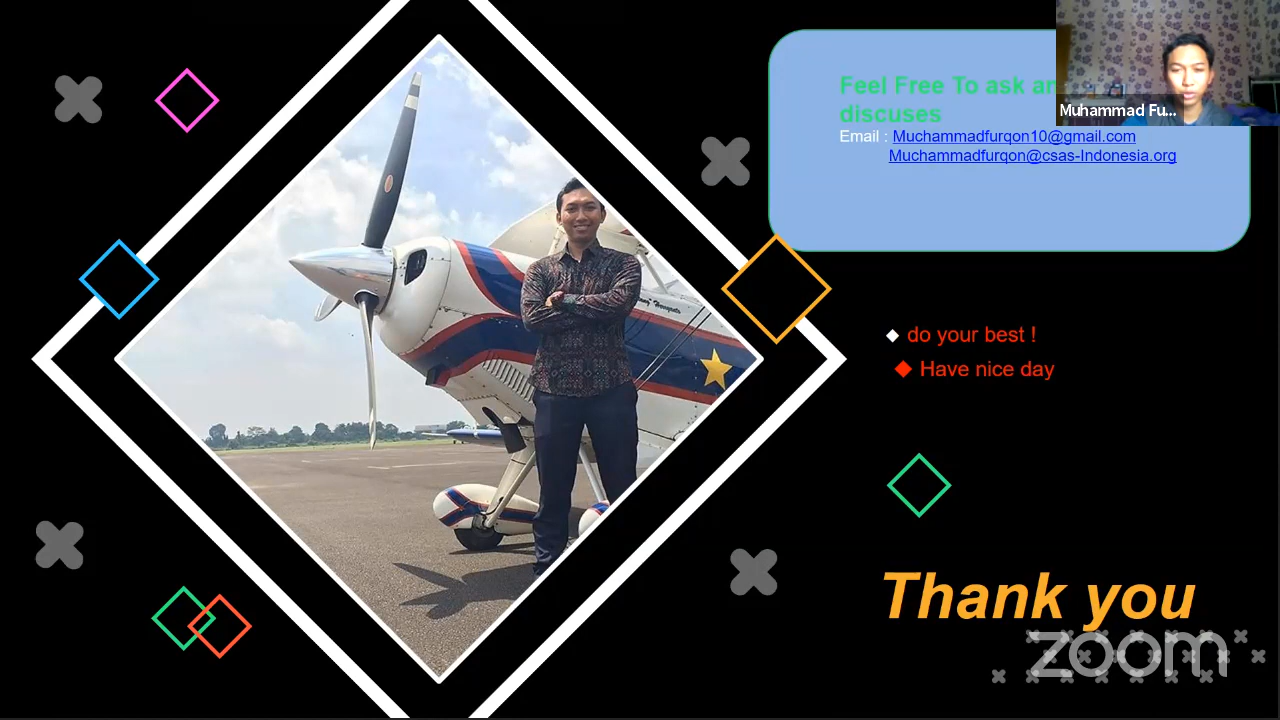 Feel Free To ask an
discuses
Muhammad Fu...
Email : Muchammadfurqon10@gmail.com
Muchammadfurqon@csas-Indonesia.org
do your best !
Have nice day
Thank you
zoom